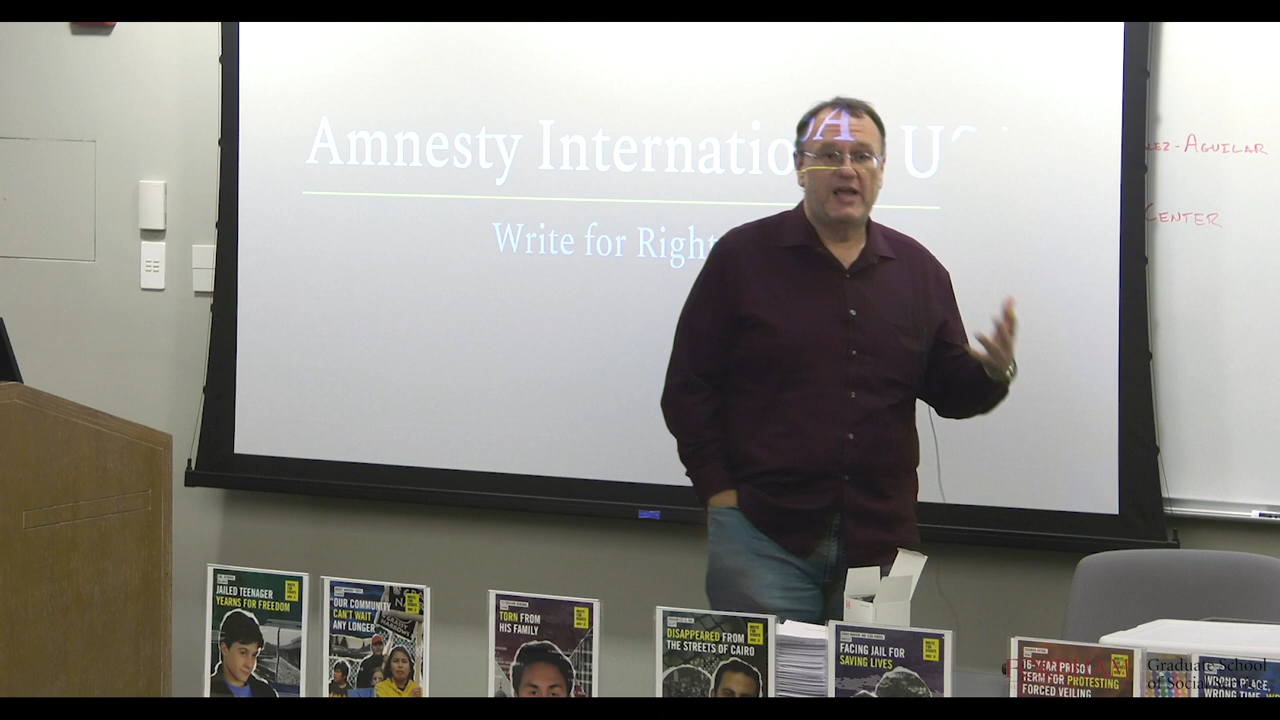 Amnesty Internatio
U
Write for Right
-AGUILAR
CENTER
JAILED TEENAGER
YEARNS FOR FREEDOM
"OUR COMMUNITY
CAN'T WAIT
ANY LONGER
TORN FROM
HIS FAMILY
DISAPPEARED FROM
THE STREETS OF CAIRO
FACING JAIL FOR
SAVING LIVES
16-YEAR PRISON
TERM FOR PROTESTING
FORCED VEILING
WRONG PLACE,
WRONG TIME,
Graduate School
of Social